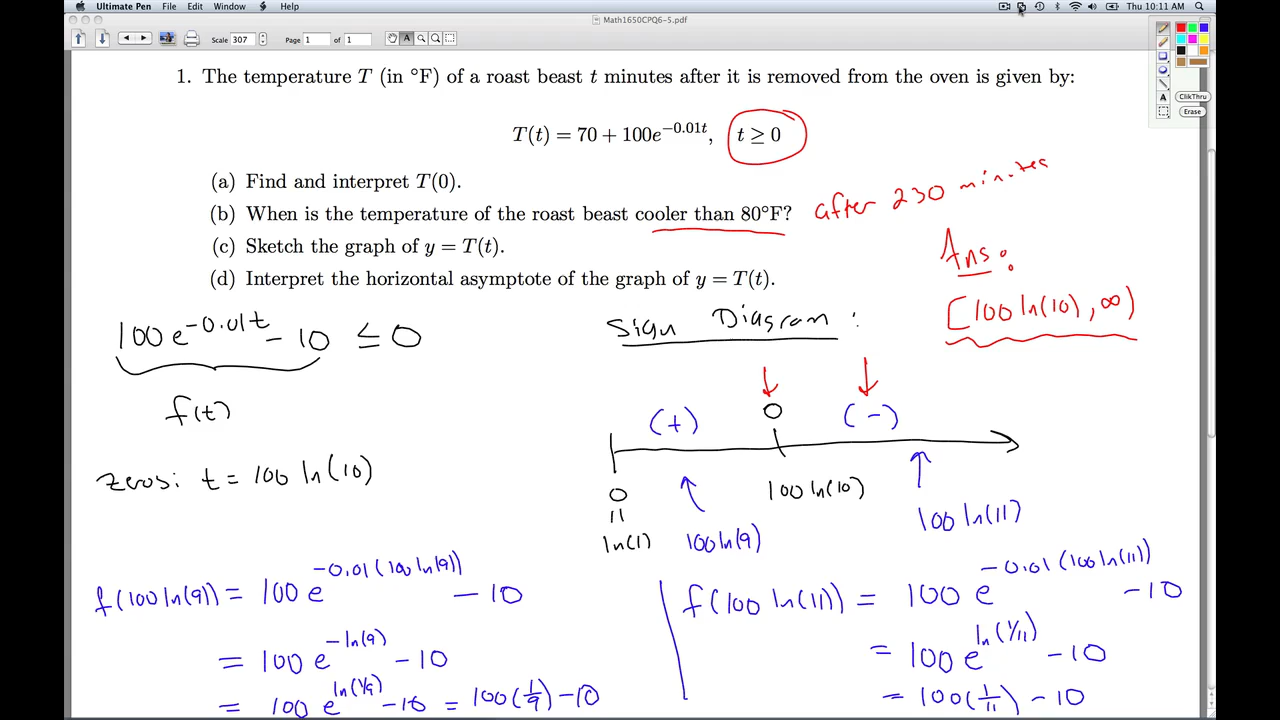 Ultimate Pen File Edit Window Help Thu 10:11 AM
Math1650CPQ6-5.pdf
Scale 307 Page 1 of 1
A
A
ClikThru
Erase
1. The temperature T (in °F) of a roast beast t minutes after it is removed from the oven is given by:
T(t) = 70 + 100e^{−0.01t}, t ≥ 0
(a) Find and interpret T(0).
(b) When is the temperature of the roast beast cooler than 80°F? after 230 minutes
(c) Sketch the graph of y = T(t).
(d) Interpret the horizontal asymptote of the graph of y = T(t).
Ans:
[100 ln(10), ∞)
100e^{-0.01t} - 10 ≤ 0
f(t)
zeros: t = 100 ln(10)
Sign Diagram:
(+) 0 (-)
0 100 ln(10)
11
ln(1) 100 ln(9) 100 ln(11)
f(100 ln(9)) = 100 e^{-0.01(100 ln(9))} - 10
= 100 e^{-ln(9)} - 10
= 100 e^{ln(1/9)} - 10 = 100(1/9) - 10
f(100 ln(11)) = 100 e^{-0.01(100 ln(11))} - 10
= 100 e^{ln(1/11)} - 10
= 100(1/11) - 10